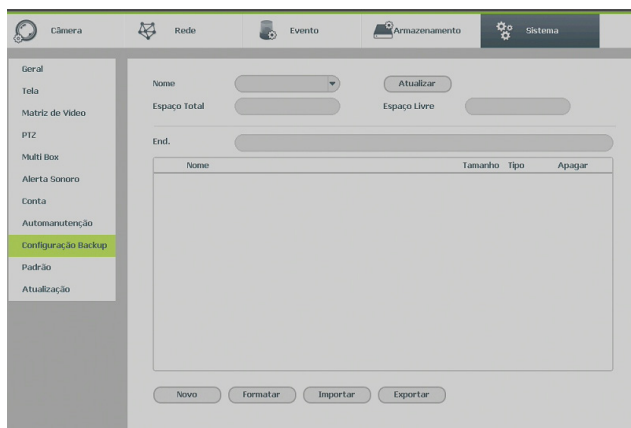 Câmera Rede Evento Armazenamento Sistema
Geral
Tela
Matriz de Vídeo
PTZ
Multi Box
Alerta Sonoro
Conta
Automanutenção
Configuração Backup
Padrão
Atualização
Nome Atualizar
Espaço Total Espaço Livre
End.
Nome Tamanho Tipo Apagar
Novo Formatar Importar Exportar